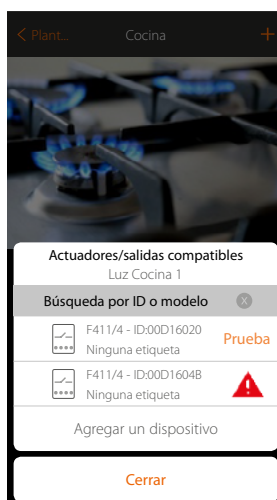 Plant... Cocina +
Actuadores/salidas compatibles
Luz Cocina 1
Búsqueda por ID o modelo x
F411/4 - ID:00D16020
Ninguna etiqueta
Prueba
F411/4 - ID:00D1604B
Ninguna etiqueta
Agregar un dispositivo
Cerrar